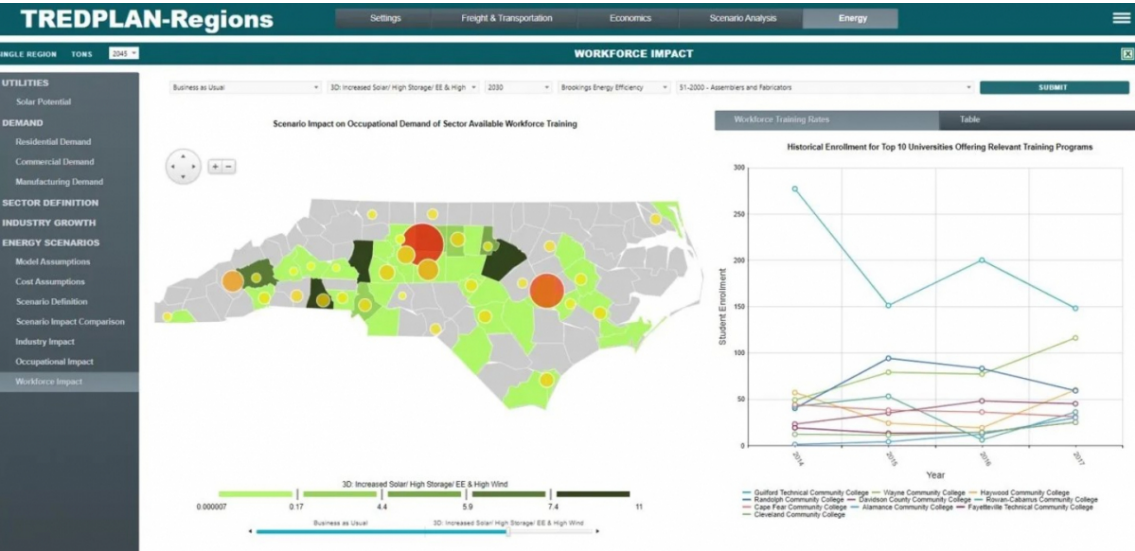 TREDPLAN-Regions
Settings Freight & Transportation Economics Scenario Analysis Energy
INGLE REGION TONS 2045 WORKFORCE IMPACT
UTILITIES
Solar Potential
DEMAND
Residential Demand
Commercial Demand
Manufacturing Demand
SECTOR DEFINITION
INDUSTRY GROWTH
ENERGY SCENARIOS
Model Assumptions
Cost Assumptions
Scenario Definition
Scenario Impact Comparison
Industry Impact
Occupational Impact
Workforce Impact
Business as Usual 3D: Increased Solar/ High Storage/ EE & High 2030 Brookings Energy Efficiency 51-2000 - Assemblers and Fabricators SUBMIT
Scenario Impact on Occupational Demand of Sector Available Workforce Training
+ −
3D: Increased Solar/ High Storage/ EE & High Wind
0.000007 0.17 4.4 5.9 7.4 11
Business as Usual 3D: Increased Solar/ High Storage/ EE & High Wind
Workforce Training Rates Table
Historical Enrollment for Top 10 Universities Offering Relevant Training Programs
300
250
200
150
100
50
0
Student Enrollment
2014 2015 2016 2017
Year
Guilford Technical Community College Wayne Community College Haywood Community College
Randolph Community College Davidson County Community College Rowan-Cabarrus Community College
Cape Fear Community College Alamance Community College Fayetteville Technical Community College
Cleveland Community College